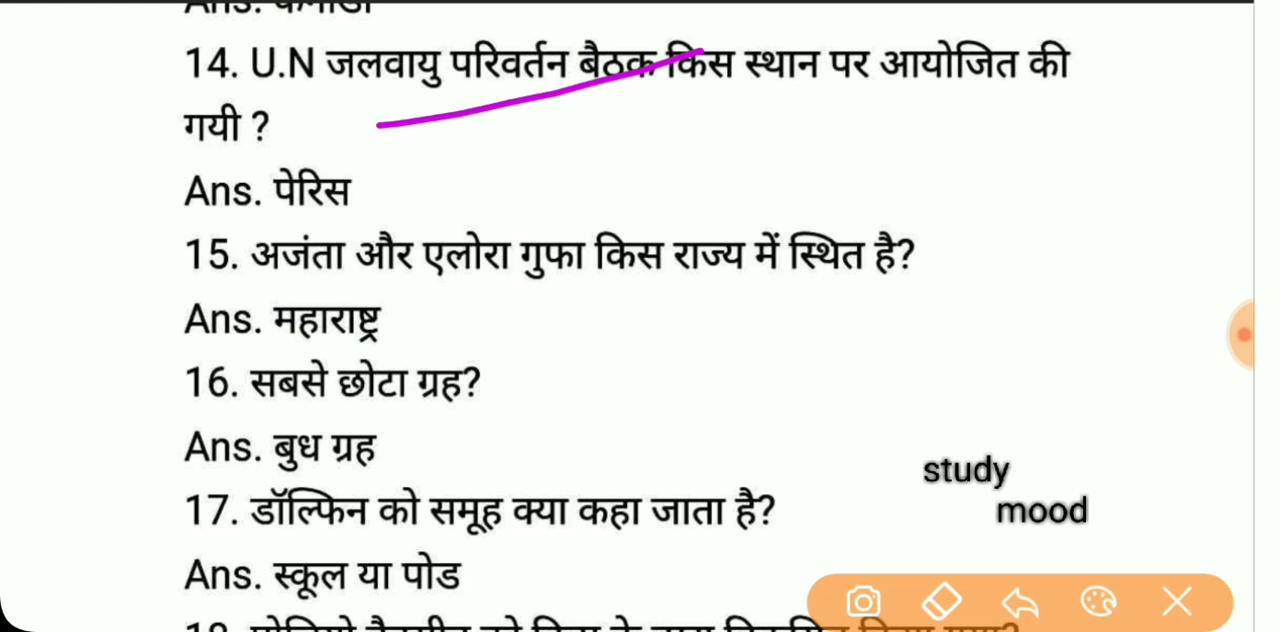 14. U.N जलवायु परिवर्तन बैठक किस स्थान पर आयोजित की
गयी ?
Ans. पेरिस
15. अजंता और एलोरा गुफा किस राज्य में स्थित है?
Ans. महाराष्ट्र
16. सबसे छोटा ग्रह?
Ans. बुध ग्रह
study
17. डॉल्फिन को समूह क्या कहा जाता है?
mood
Ans. स्कूल या पोड